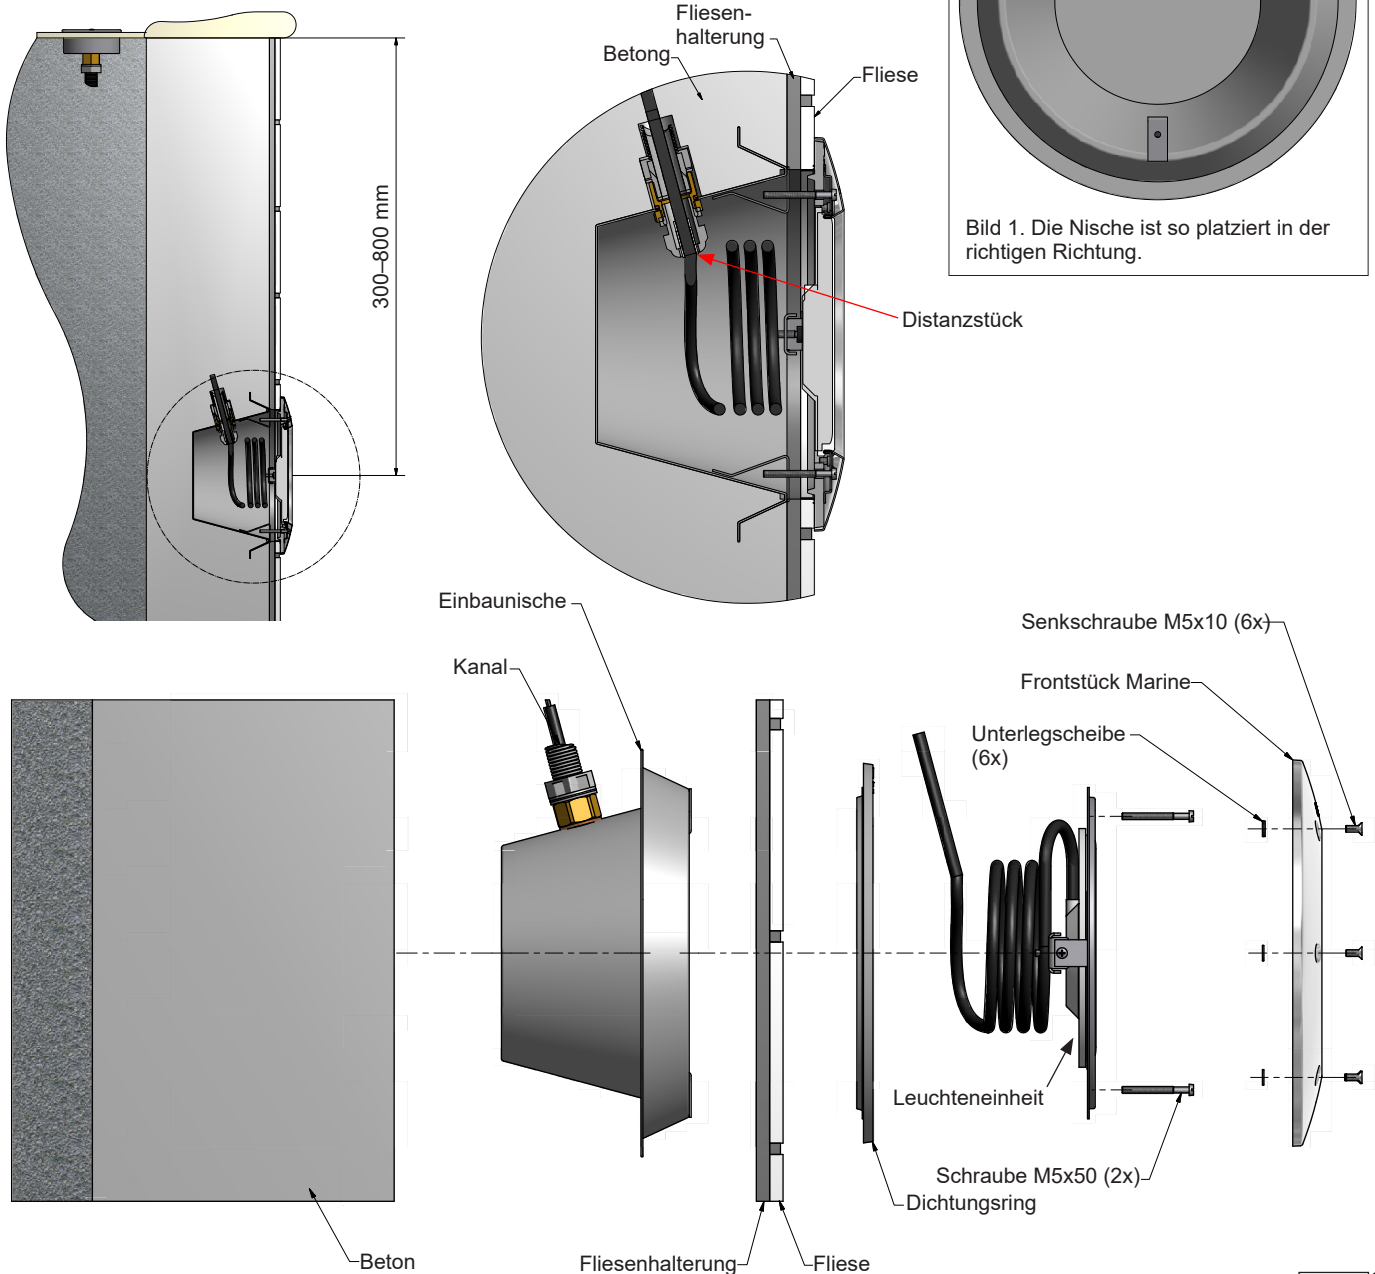 Fliesen-
halterung
Betong
Fliese
300–800 mm
Bild 1. Die Nische ist so platziert in der
richtigen Richtung.
Distanzstück
Einbaunische
Kanal
Senkschraube M5x10 (6x)
Frontstück Marine
Unterlegscheibe
(6x)
Leuchteneinheit
Schraube M5x50 (2x)
Dichtungsring
Beton
Fliesenhalterung
Fliese